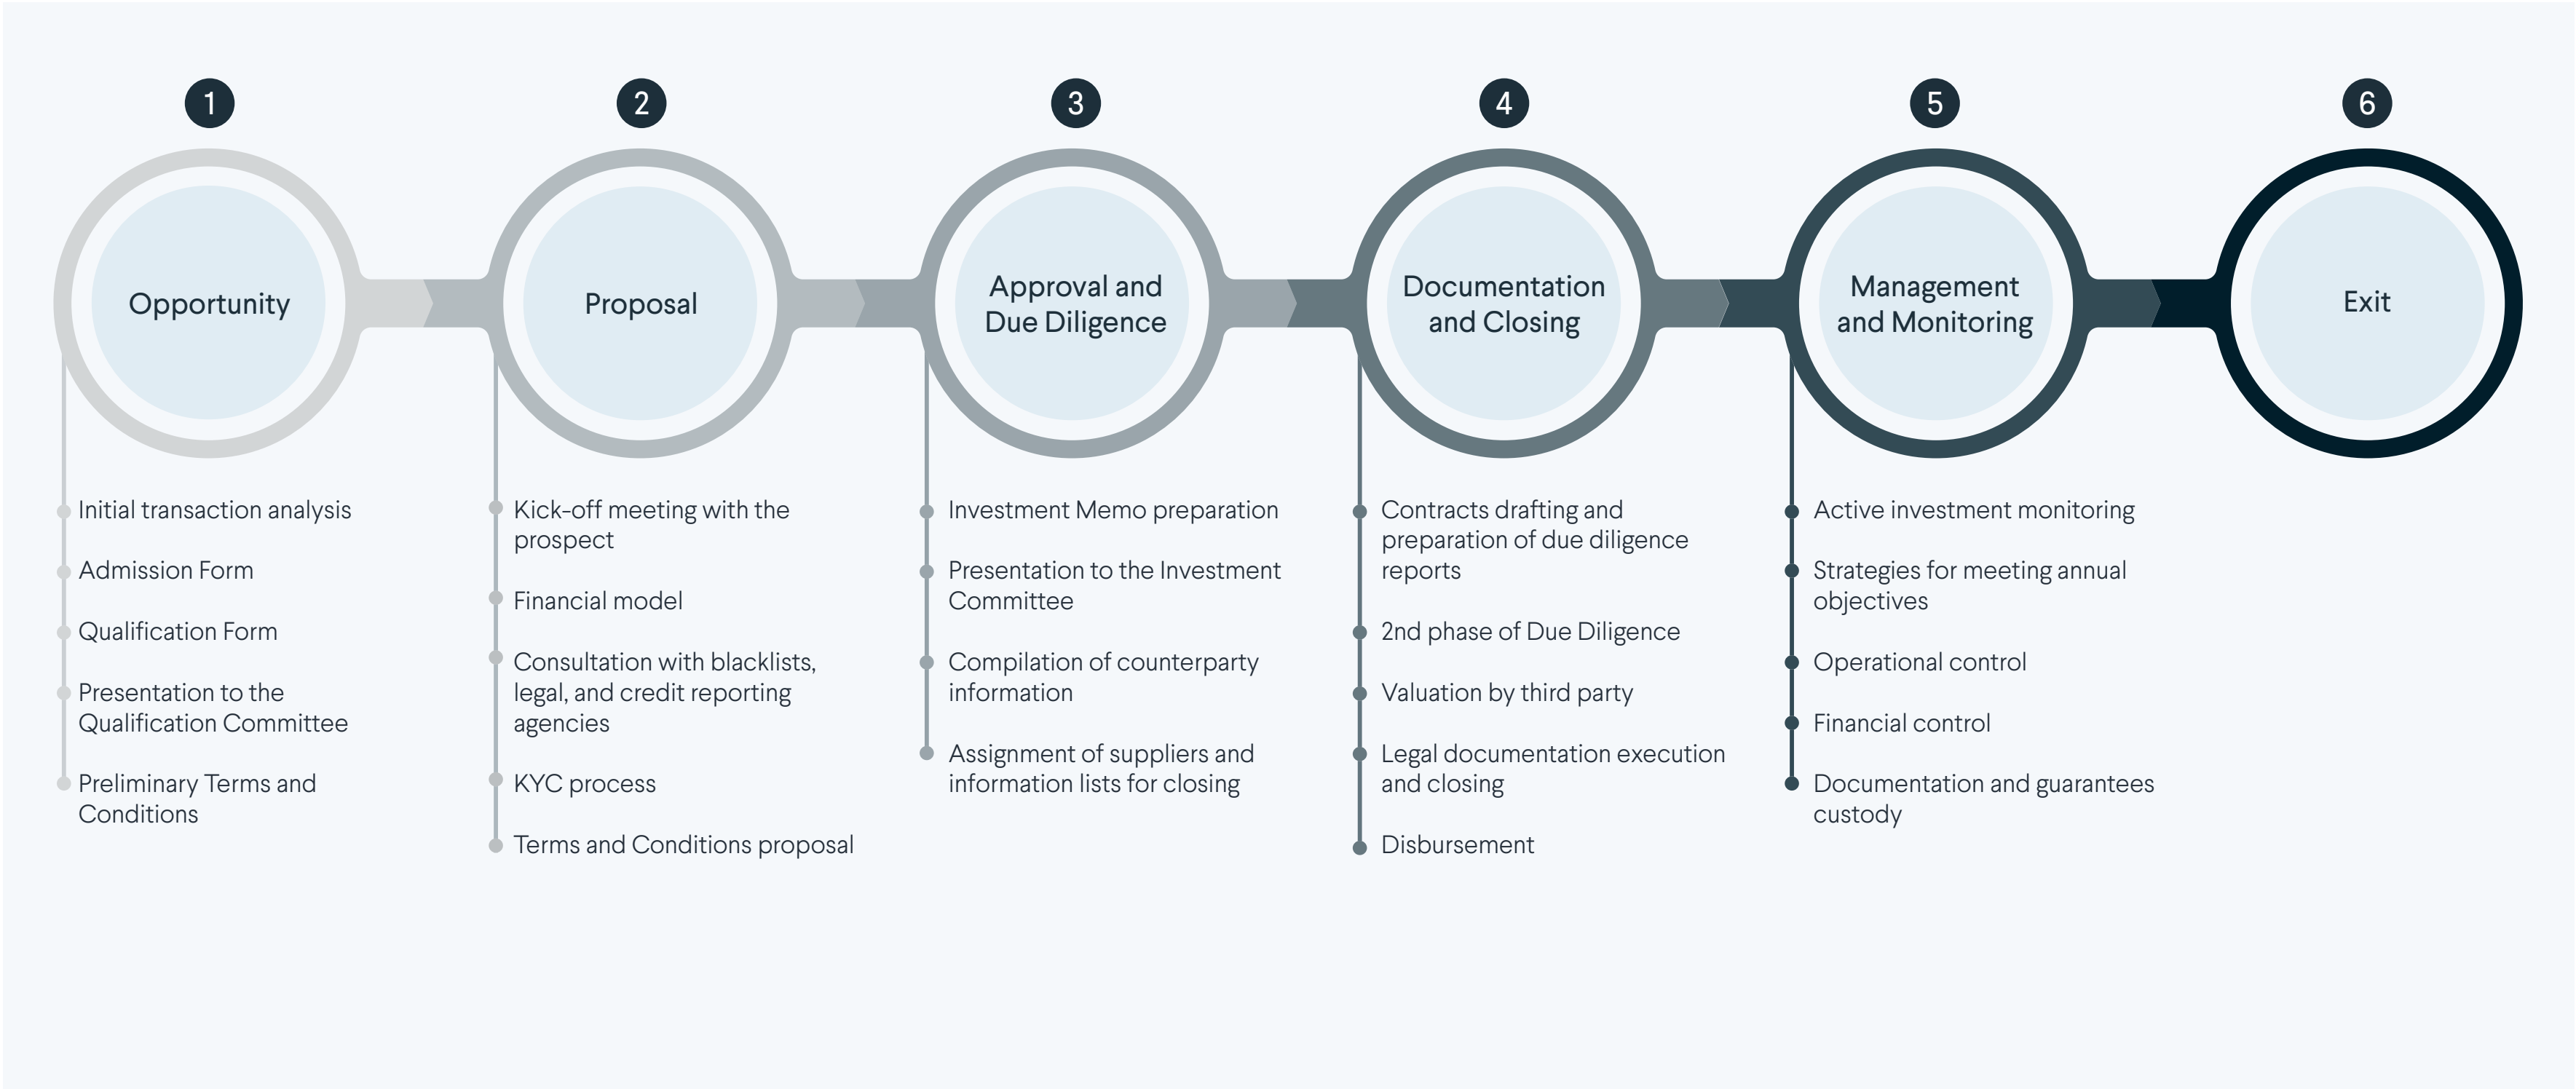 1
Opportunity
Initial transaction analysis
Admission Form
Qualification Form
Presentation to the
Qualification Committee
Preliminary Terms and
Conditions
2
Proposal
Kick-off meeting with the
prospect
Financial model
Consultation with blacklists,
legal, and credit reporting
agencies
KYC process
Terms and Conditions proposal
3
Approval and
Due Diligence
Investment Memo preparation
Presentation to the Investment
Committee
Compilation of counterparty
information
Assignment of suppliers and
information lists for closing
4
Documentation
and Closing
Contracts drafting and
preparation of due diligence
reports
2nd phase of Due Diligence
Valuation by third party
Legal documentation execution
and closing
Disbursement
5
Management
and Monitoring
Active investment monitoring
Strategies for meeting annual
objectives
Operational control
Financial control
Documentation and guarantees
custody
6
Exit